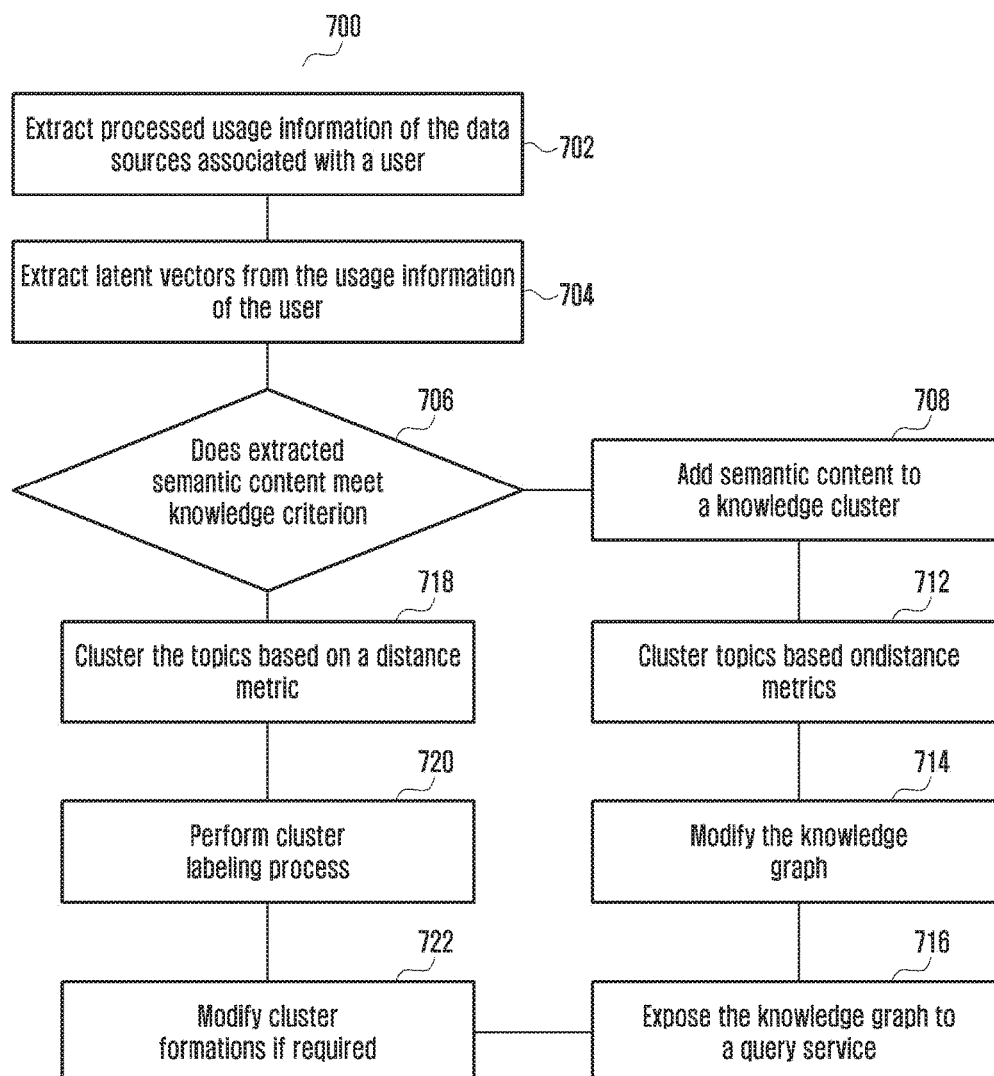 700
Extract processed usage information of the data
sources associated with a user
702
Extract latent vectors from the usage information
of the user
704
706
Does extracted
semantic content meet
knowledge criterion
708
Add semantic content to
a knowledge cluster
718
Cluster the topics based on a distance
metric
712
Cluster topics based ondistance
metrics
720
Perform cluster
labeling process
714
Modify the knowledge
graph
722
Modify cluster
formations if required
716
Expose the knowledge graph to
a query service